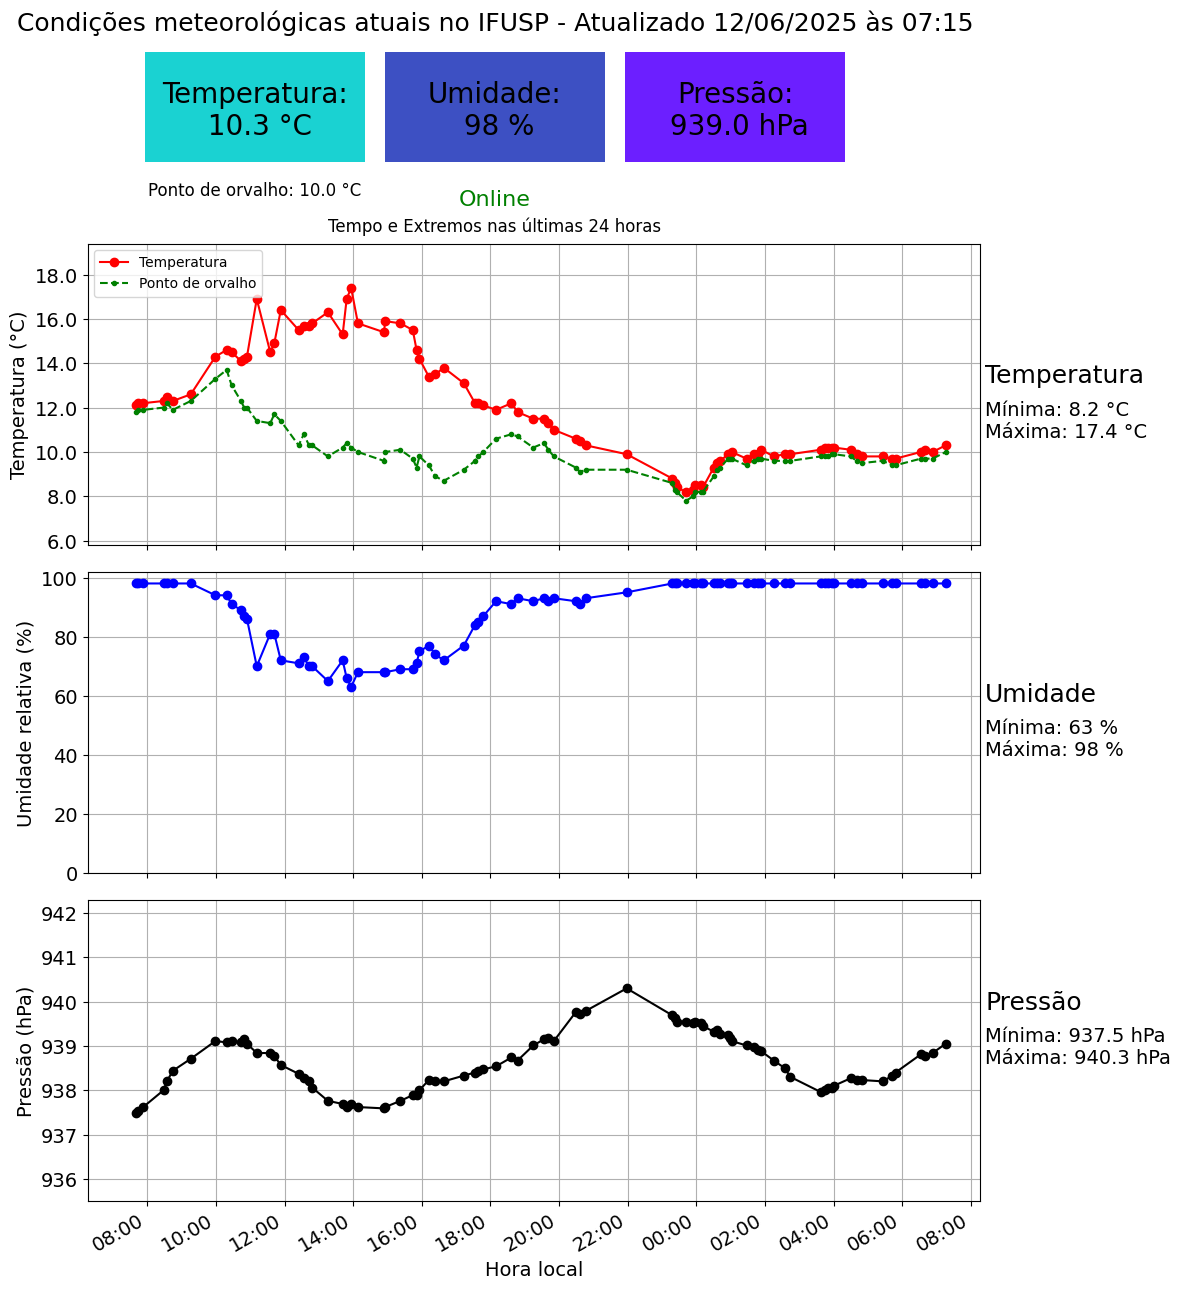 Condições meteorológicas atuais no IFUSP - Atualizado 12/06/2025 às 07:15
Temperatura:
10.3 °C
Umidade:
98 %
Pressão:
939.0 hPa
Ponto de orvalho: 10.0 °C
Online
Tempo e Extremos nas últimas 24 horas
Temperatura (°C)
18.0
16.0
14.0
12.0
10.0
8.0
6.0
Temperatura
Ponto de orvalho
Temperatura
Mínima: 8.2 °C
Máxima: 17.4 °C
Umidade relativa (%)
100
80
60
40
20
0
Umidade
Mínima: 63 %
Máxima: 98 %
Pressão (hPa)
942
941
940
939
938
937
936
Pressão
Mínima: 937.5 hPa
Máxima: 940.3 hPa
08:00 10:00 12:00 14:00 16:00 18:00 20:00 22:00 00:00 02:00 04:00 06:00 08:00
Hora local